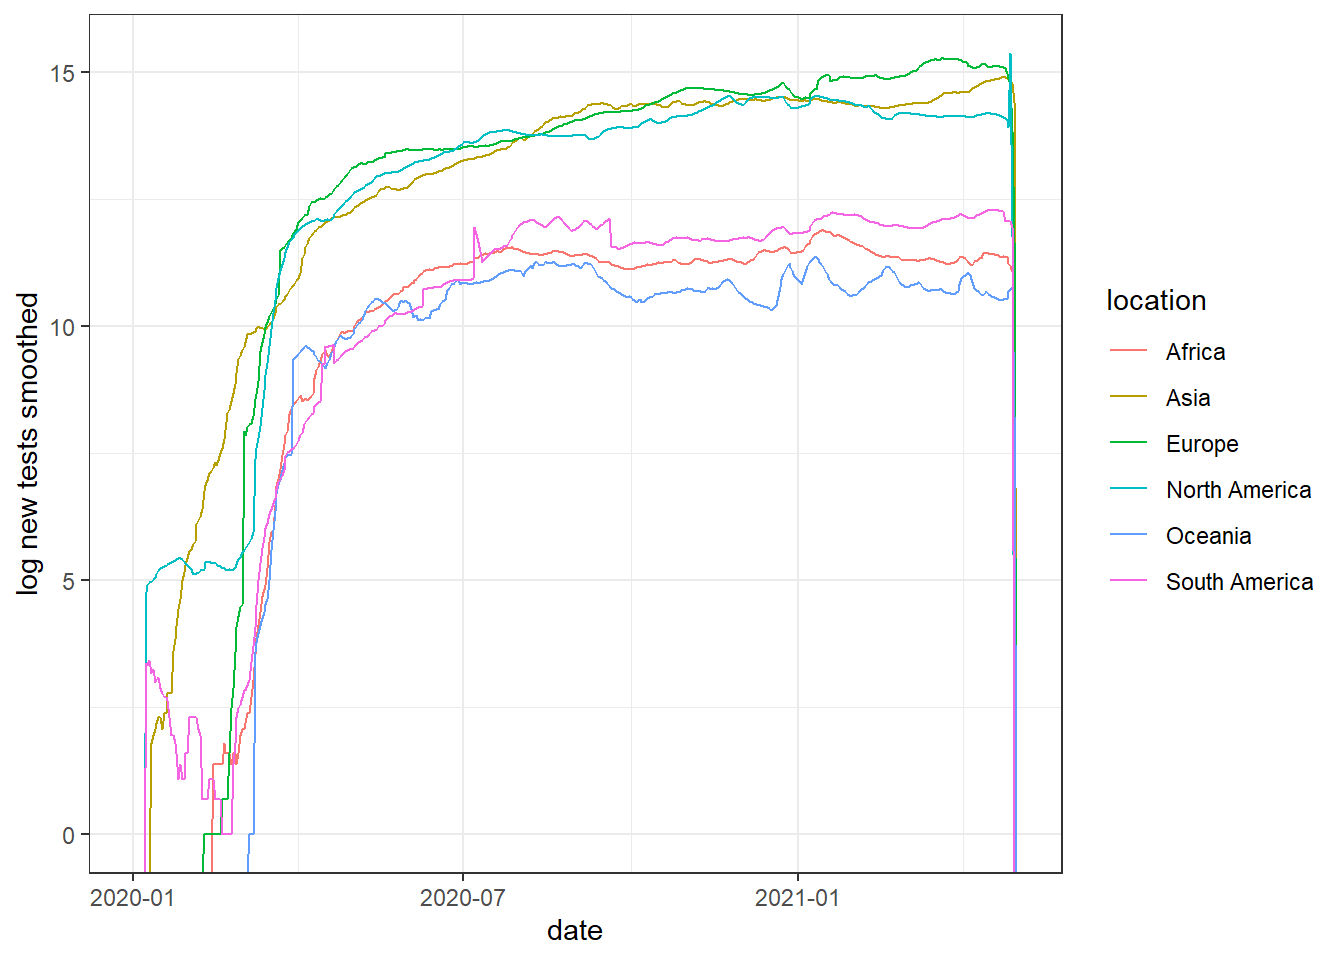 log new tests smoothed
15
10
5
0
2020-01
2020-07
2021-01
date
location
Africa
Asia
Europe
North America
Oceania
South America